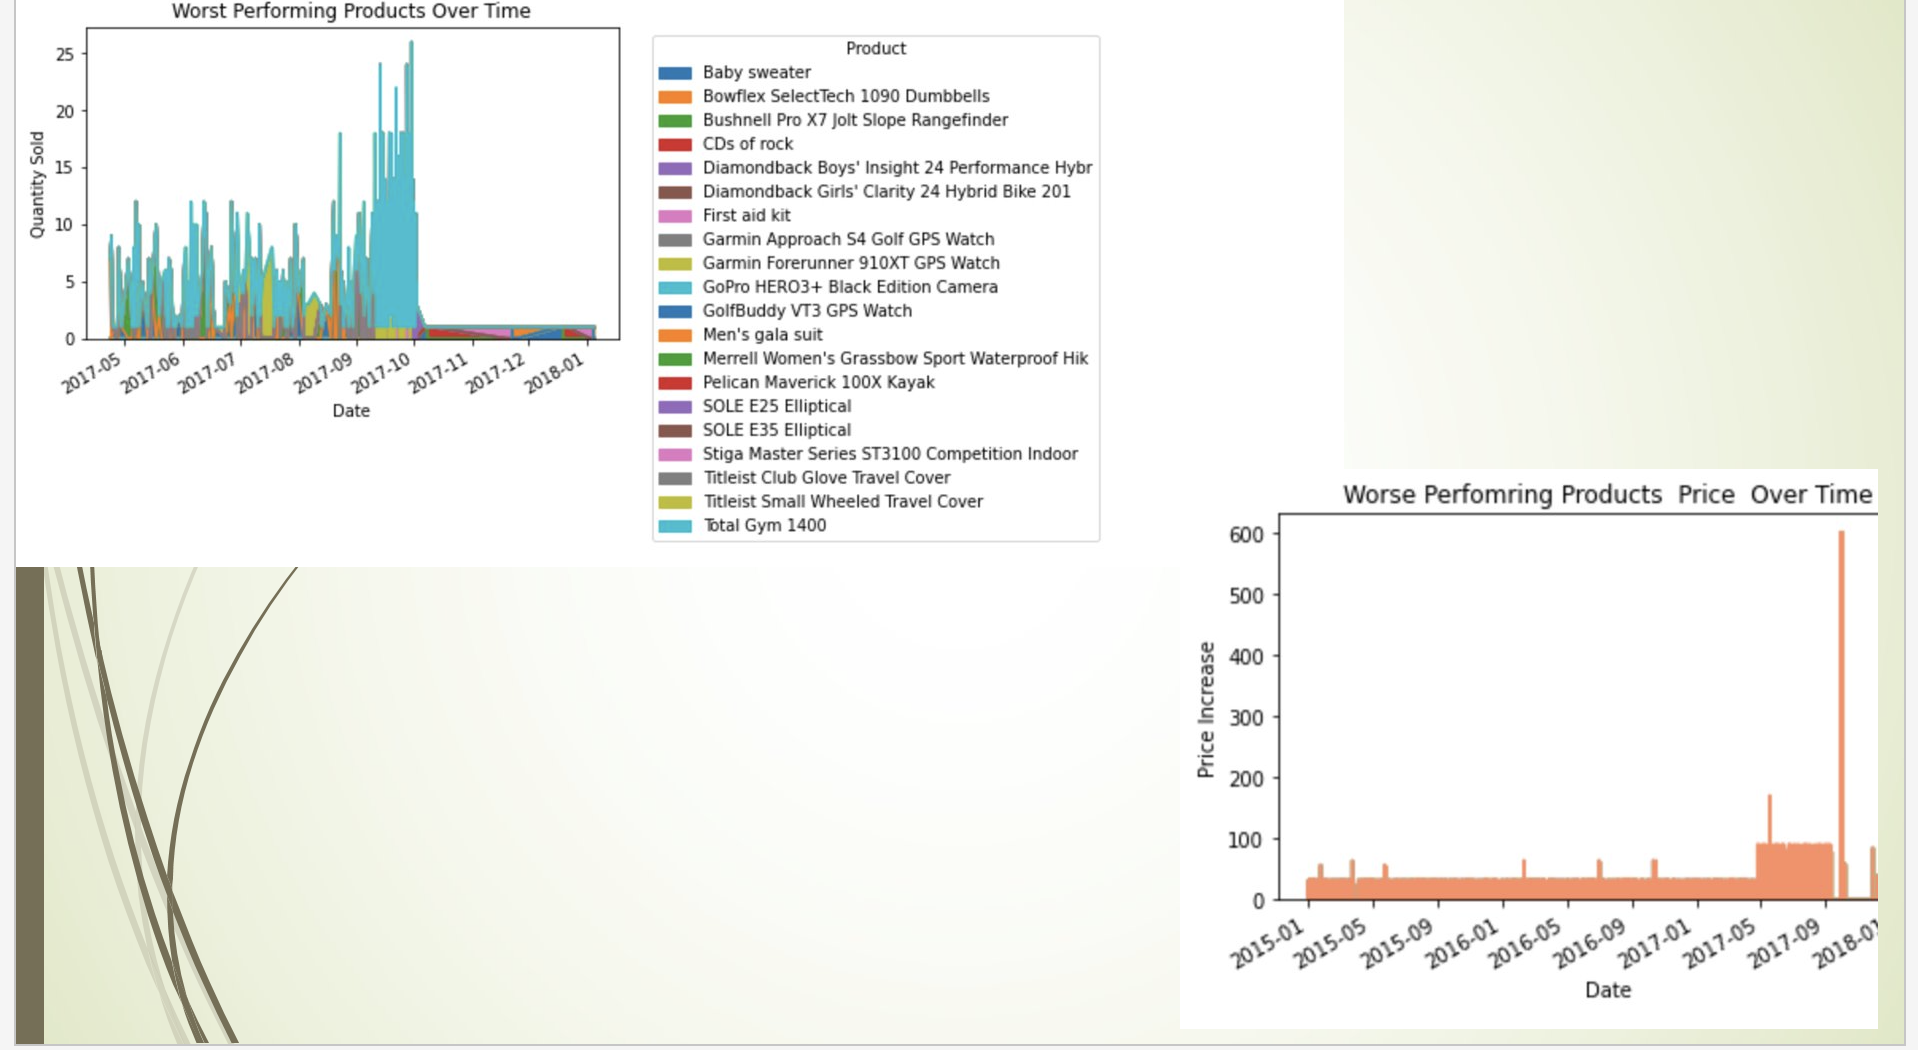 Worst Performing Products Over Time
25
20
15
10
5
0
Quantity Sold
2017-05
2017-06
2017-07
2017-08
2017-09
2017-10
2017-11
2017-12
2018-01
Date
Product
Baby sweater
Bowflex SelectTech 1090 Dumbbells
Bushnell Pro X7 Jolt Slope Rangefinder
CDs of rock
Diamondback Boys' Insight 24 Performance Hybr
Diamondback Girls' Clarity 24 Hybrid Bike 201
First aid kit
Garmin Approach S4 Golf GPS Watch
Garmin Forerunner 910XT GPS Watch
GoPro HERO3+ Black Edition Camera
GolfBuddy VT3 GPS Watch
Men's gala suit
Merrell Women's Grassbow Sport Waterproof Hik
Pelican Maverick 100X Kayak
SOLE E25 Elliptical
SOLE E35 Elliptical
Stiga Master Series ST3100 Competition Indoor
Titleist Club Glove Travel Cover
Titleist Small Wheeled Travel Cover
Total Gym 1400
Worse Perfomring Products Price Over Time
600
500
400
300
200
100
0
Price Increase
2015-01
2015-05
2015-09
2016-01
2016-05
2016-09
2017-01
2017-05
2017-09
2018-01
Date